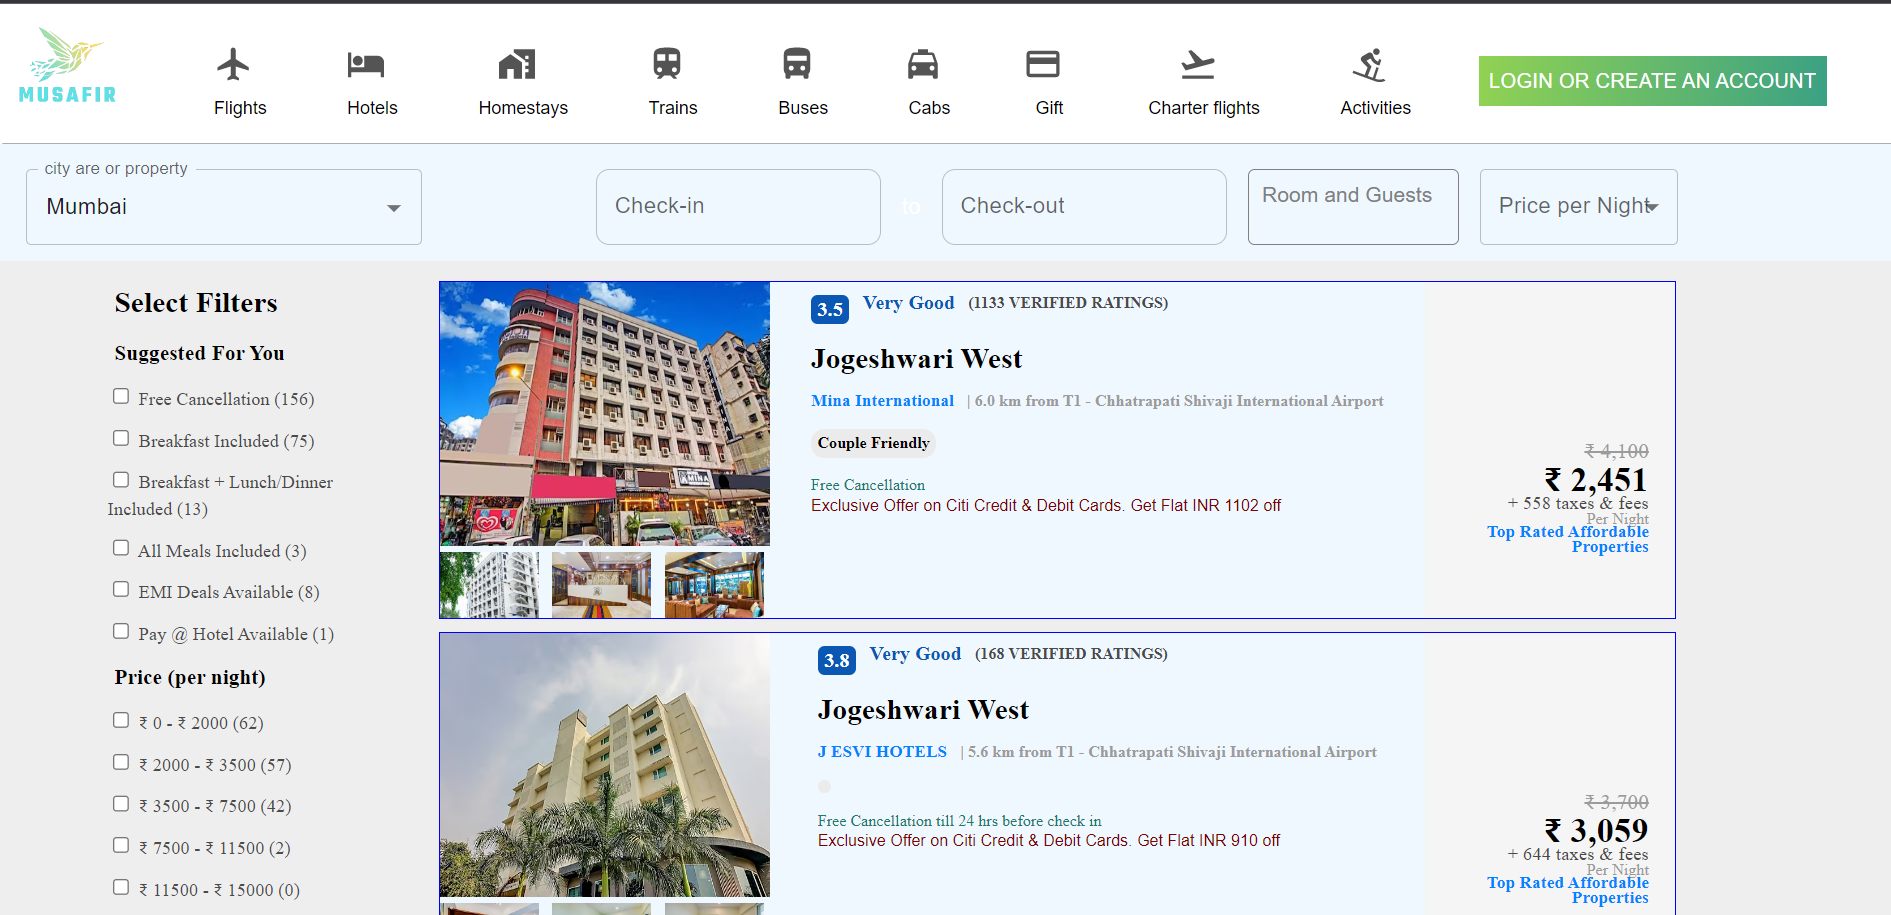 MUSAFIR
Flights
Hotels
Homestays
Trains
Buses
Cabs
Gift
Charter flights
Activities
LOGIN OR CREATE AN ACCOUNT
city are or property
Mumbai
Check-in
to
Check-out
Room and Guests
Price per Night
Select Filters
Suggested For You
Free Cancellation (156)
Breakfast Included (75)
Breakfast + Lunch/Dinner
Included (13)
All Meals Included (3)
EMI Deals Available (8)
Pay @ Hotel Available (1)
Price (per night)
₹ 0 - ₹ 2000 (62)
₹ 2000 - ₹ 3500 (57)
₹ 3500 - ₹ 7500 (42)
₹ 7500 - ₹ 11500 (2)
₹ 11500 - ₹ 15000 (0)
3.5 Very Good (1133 VERIFIED RATINGS)
Jogeshwari West
Mina International | 6.0 km from T1 - Chhatrapati Shivaji International Airport
Couple Friendly
Free Cancellation
Exclusive Offer on Citi Credit & Debit Cards. Get Flat INR 1102 off
₹ 4,100
₹ 2,451
+ 558 taxes & fees
Per Night
Top Rated Affordable
Properties
3.8 Very Good (168 VERIFIED RATINGS)
Jogeshwari West
J ESVI HOTELS | 5.6 km from T1 - Chhatrapati Shivaji International Airport
Free Cancellation till 24 hrs before check in
Exclusive Offer on Citi Credit & Debit Cards. Get Flat INR 910 off
₹ 3,700
₹ 3,059
+ 644 taxes & fees
Per Night
Top Rated Affordable
Properties